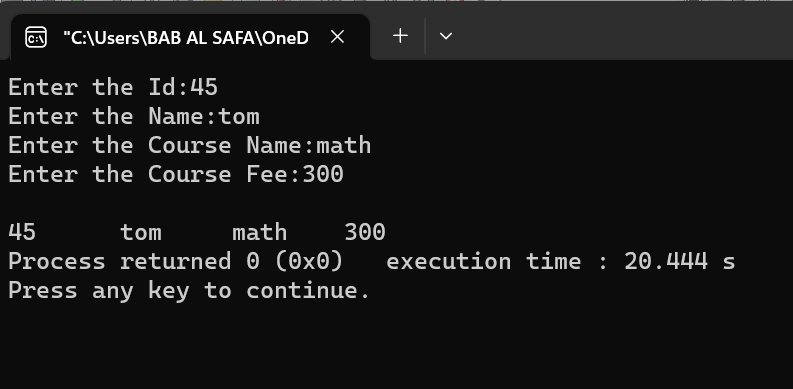 "C:\Users\BAB AL SAFA\OneD
Enter the Id:45
Enter the Name:tom
Enter the Course Name:math
Enter the Course Fee:300
45      tom     math    300
Process returned 0 (0x0)   execution time : 20.444 s
Press any key to continue.